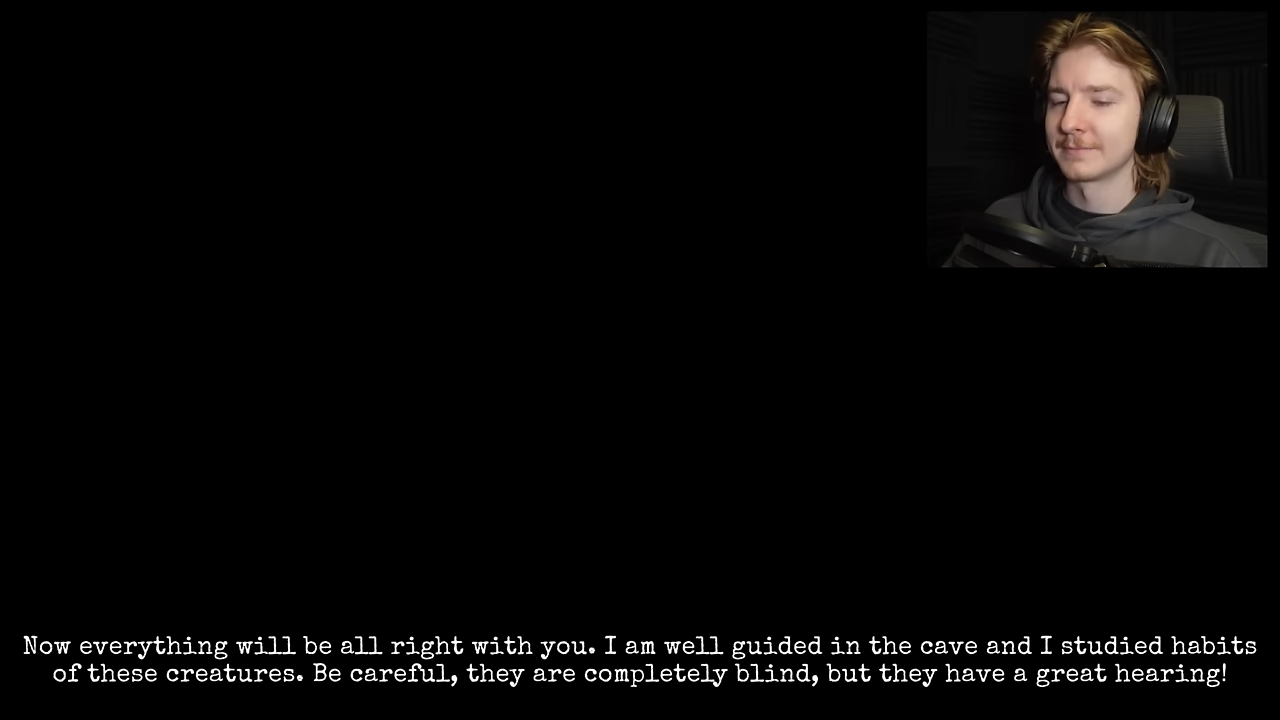 Now everything will be all right with you. I am well guided in the cave and I studied habits
of these creatures. Be careful, they are completely blind, but they have a great hearing!